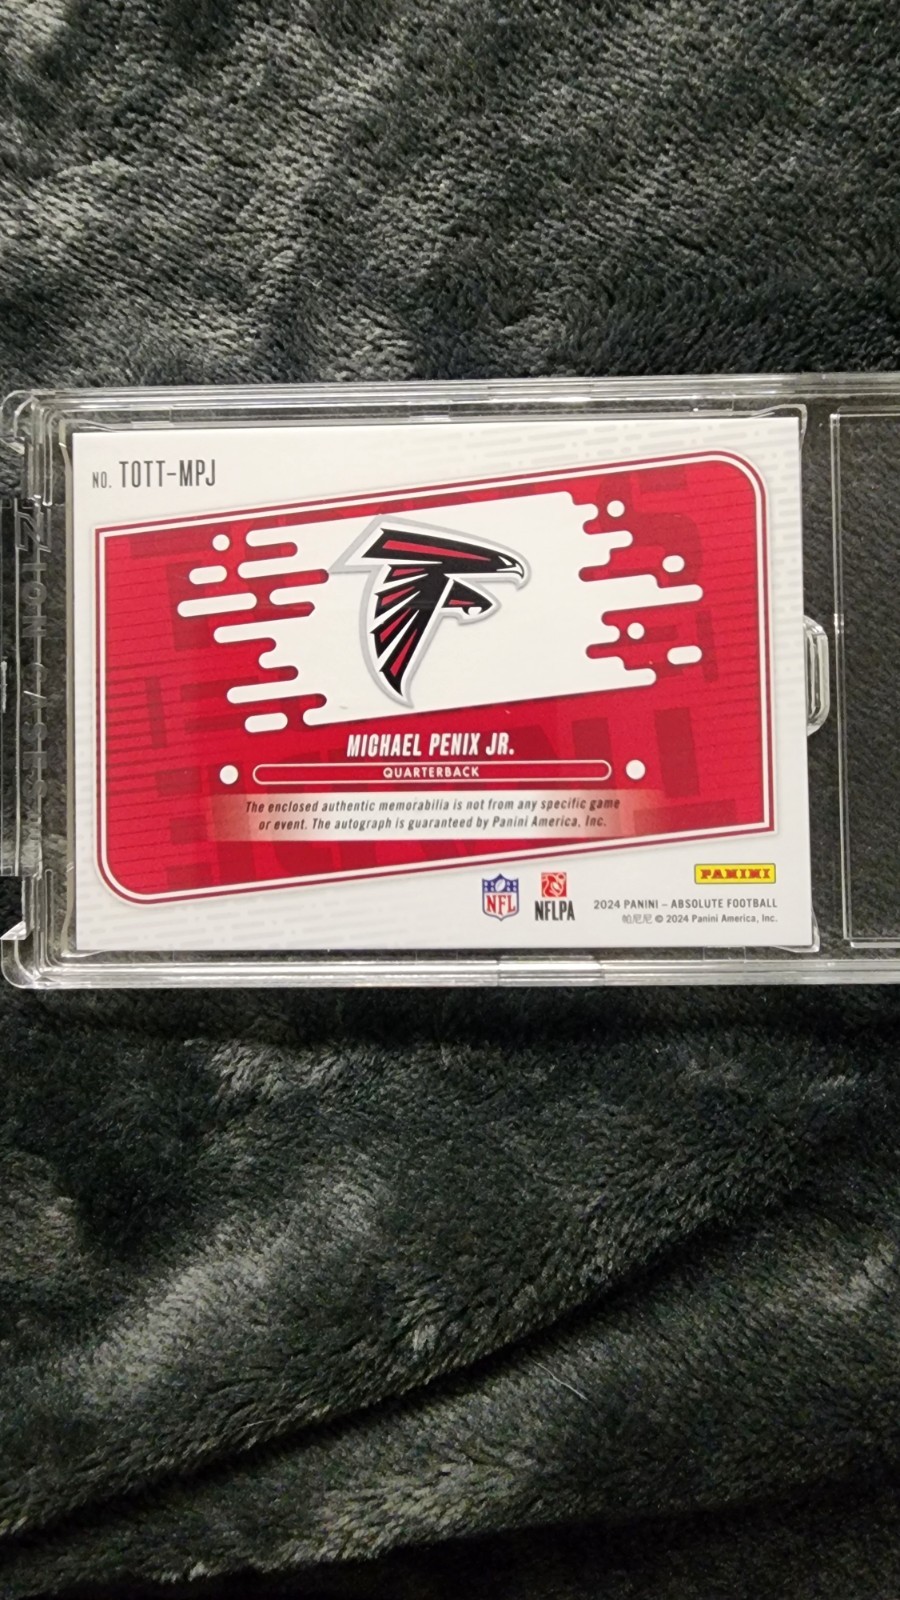 NO. TOTT-MPJ
MICHAEL PENIX JR.
QUARTERBACK
The enclosed authentic memorabilia is not from any specific game
or event. The autograph is guaranteed by Panini America, Inc.
PANINI
NFL
NFLPA
2024 PANINI – ABSOLUTE FOOTBALL
帕尼尼 © 2024 Panini America, Inc.